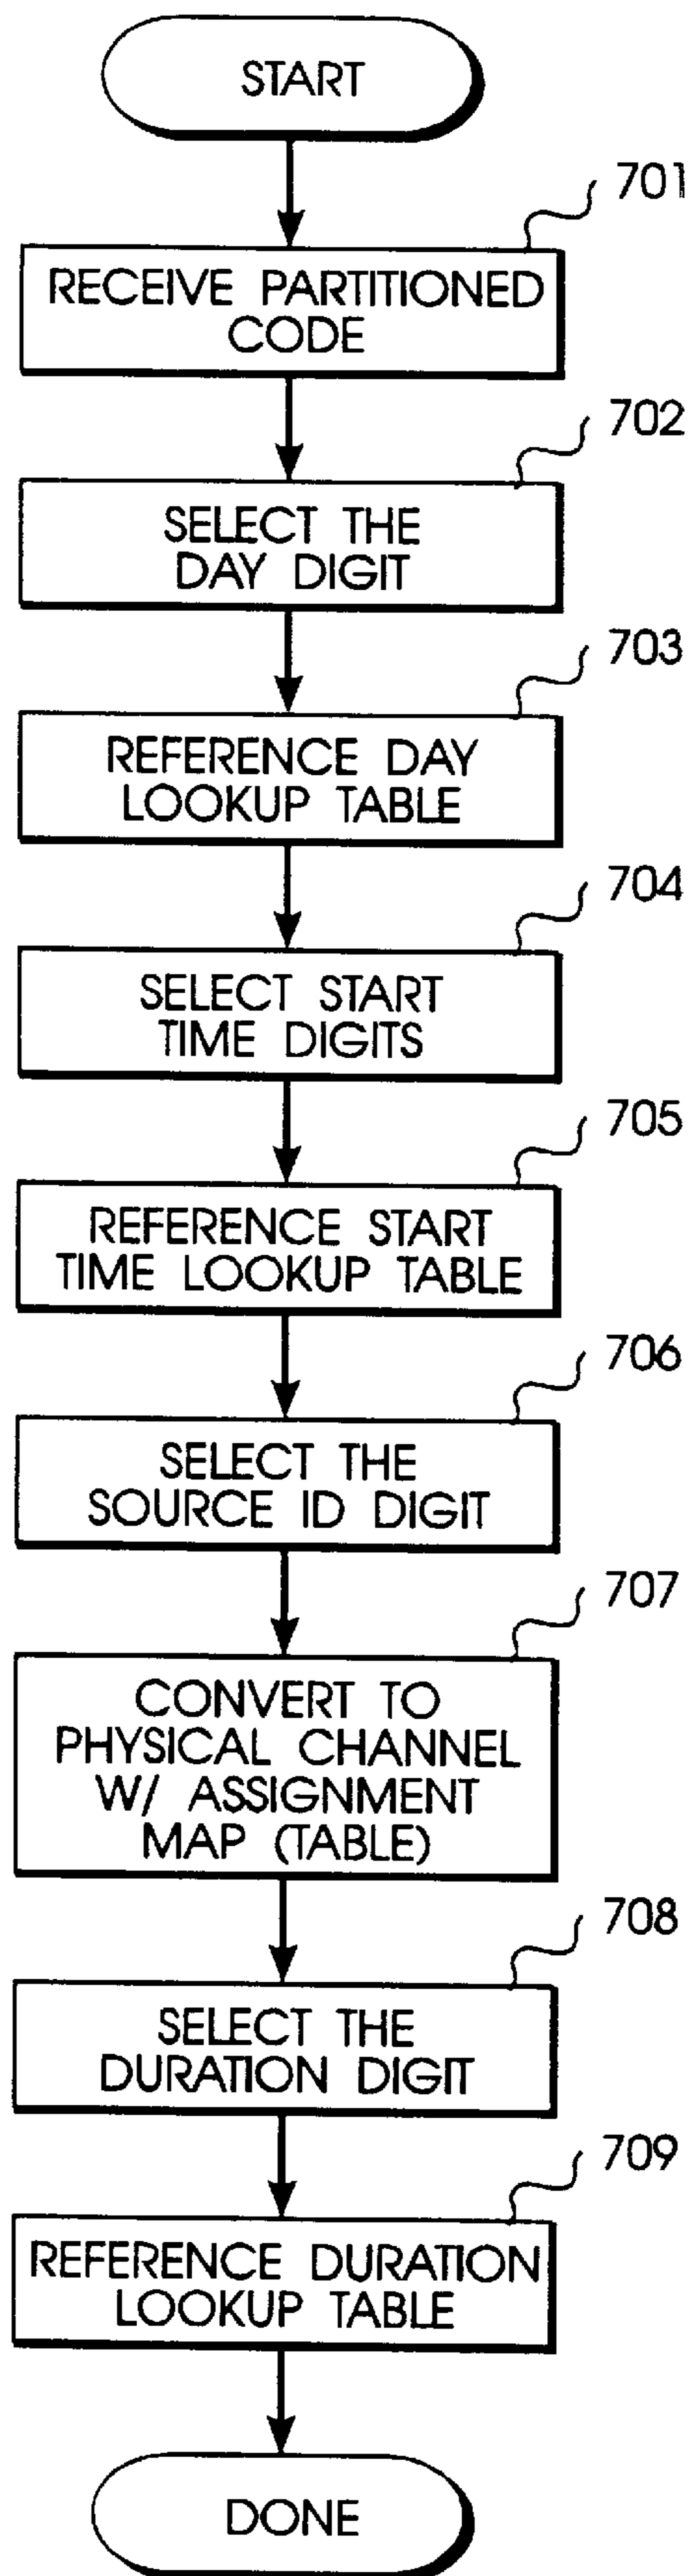 START
701
RECEIVE PARTITIONED
CODE
702
SELECT THE
DAY DIGIT
703
REFERENCE DAY
LOOKUP TABLE
704
SELECT START
TIME DIGITS
705
REFERENCE START
TIME LOOKUP TABLE
706
SELECT THE
SOURCE ID DIGIT
707
CONVERT TO
PHYSICAL CHANNEL
W/ ASSIGNMENT
MAP (TABLE)
708
SELECT THE
DURATION DIGIT
709
REFERENCE DURATION
LOOKUP TABLE
DONE